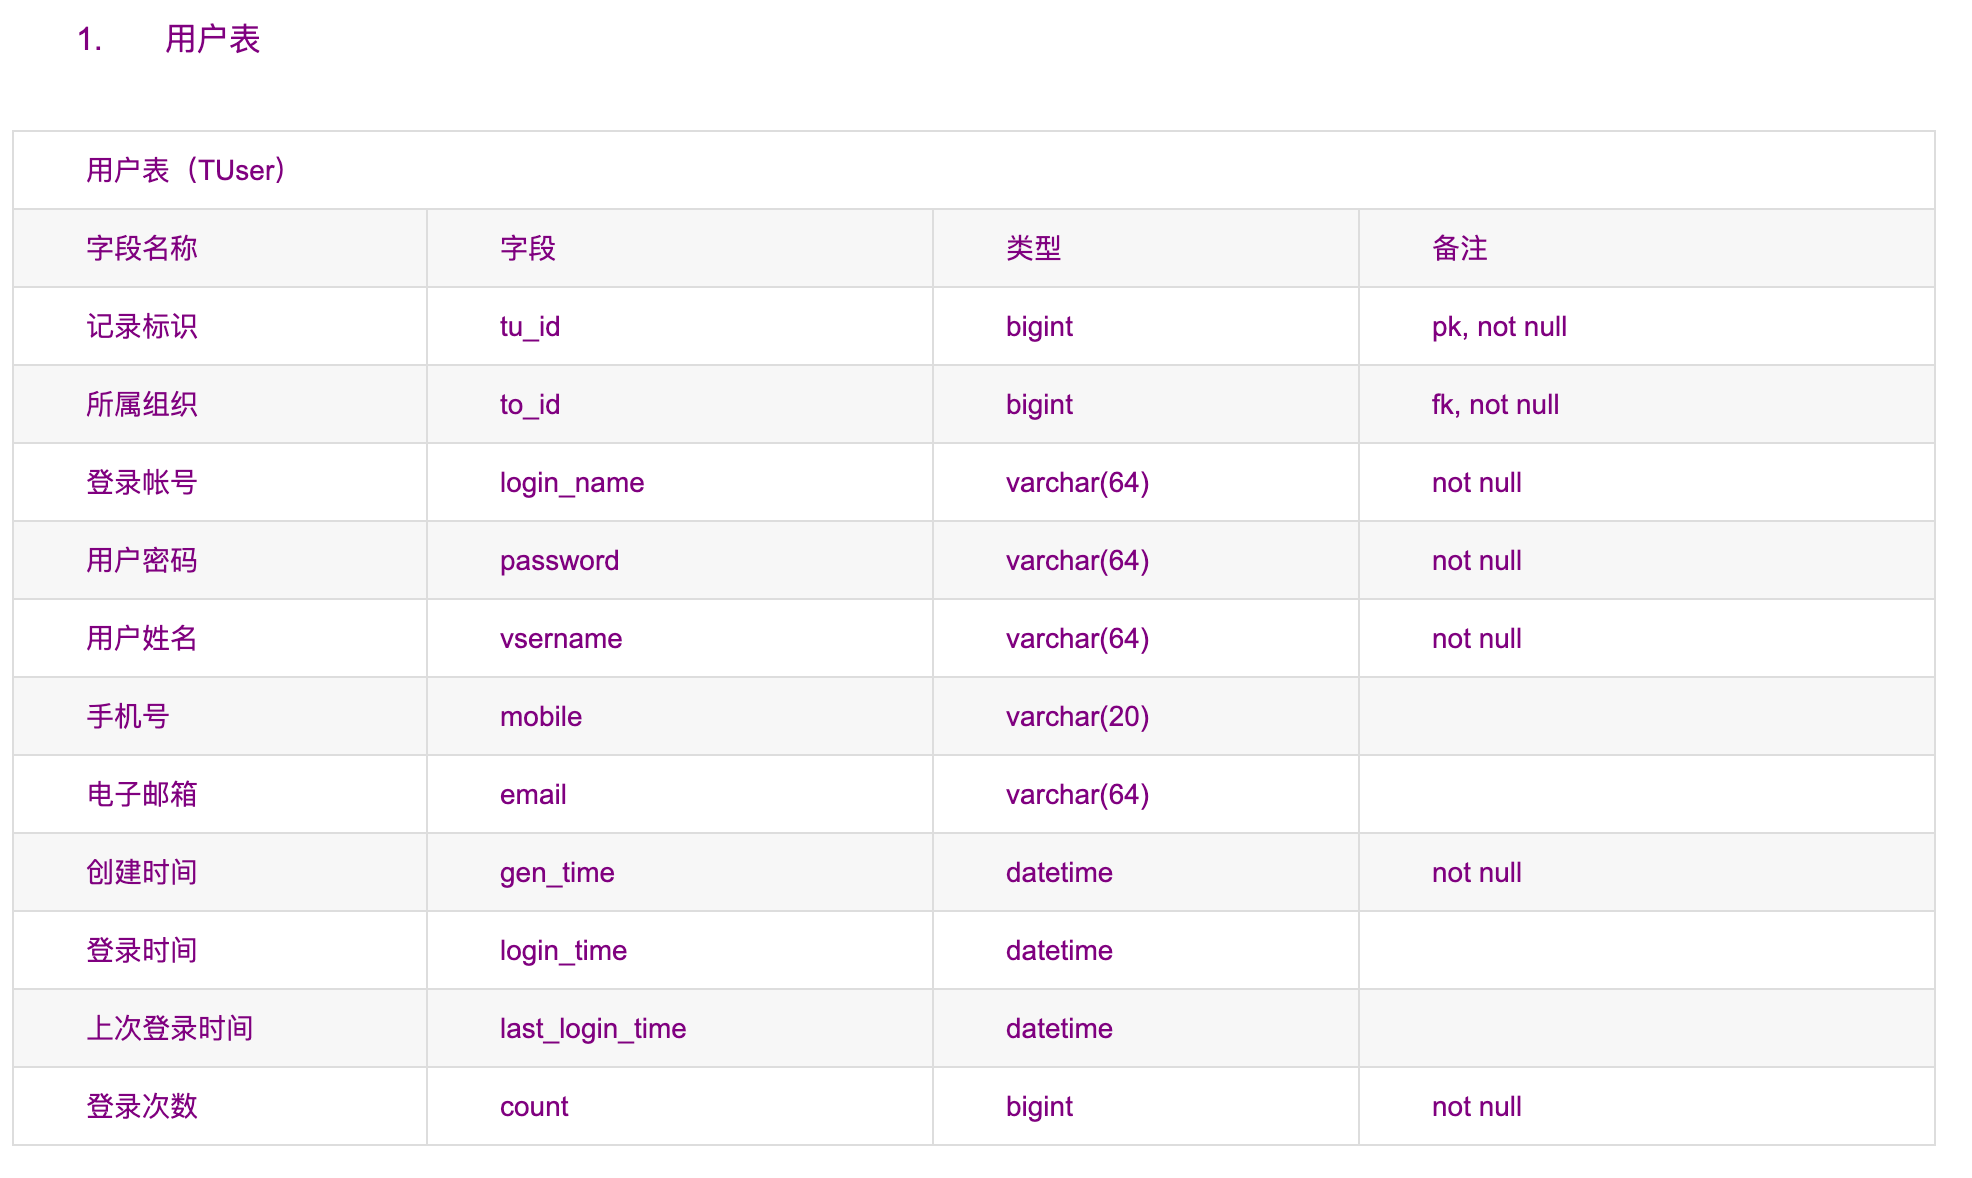 1. 用户表
用户表（TUser）
字段名称 字段 类型 备注
记录标识 tu_id bigint pk, not null
所属组织 to_id bigint fk, not null
登录帐号 login_name varchar(64) not null
用户密码 password varchar(64) not null
用户姓名 vsername varchar(64) not null
手机号 mobile varchar(20)
电子邮箱 email varchar(64)
创建时间 gen_time datetime not null
登录时间 login_time datetime
上次登录时间 last_login_time datetime
登录次数 count bigint not null